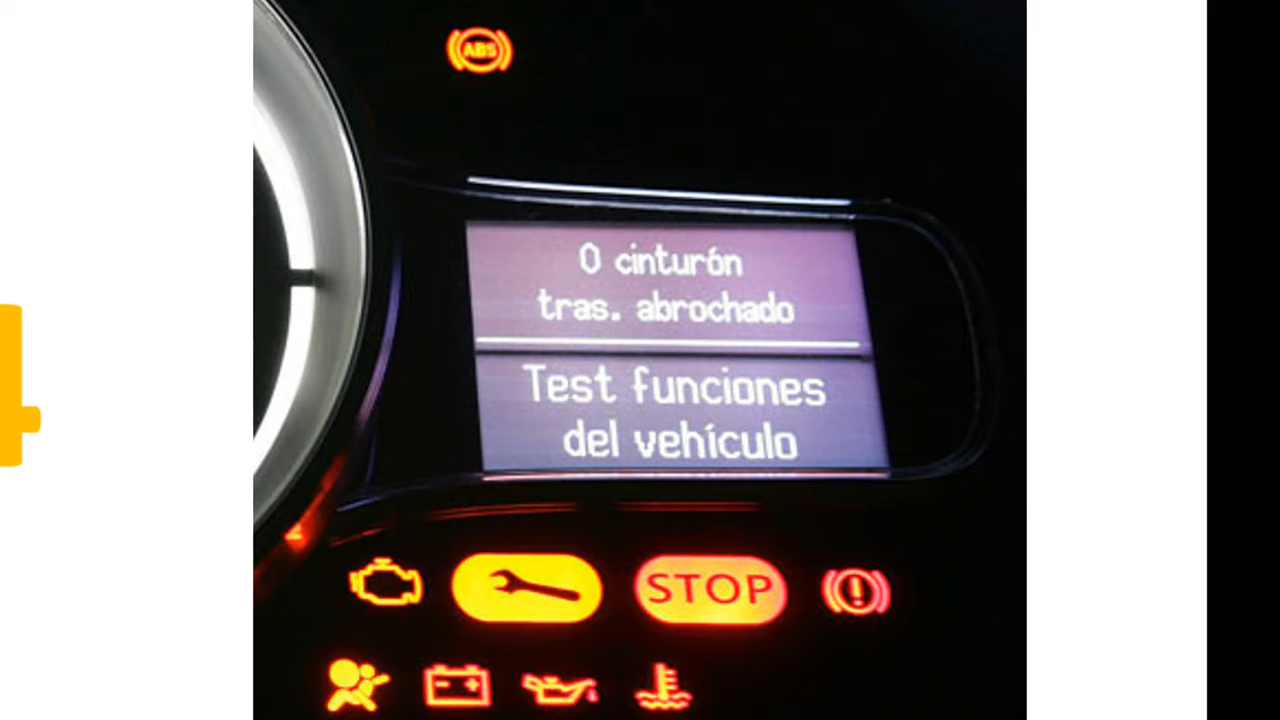 ABS
0 cinturón
tras. abrochado
Test funciones
del vehículo
STOP